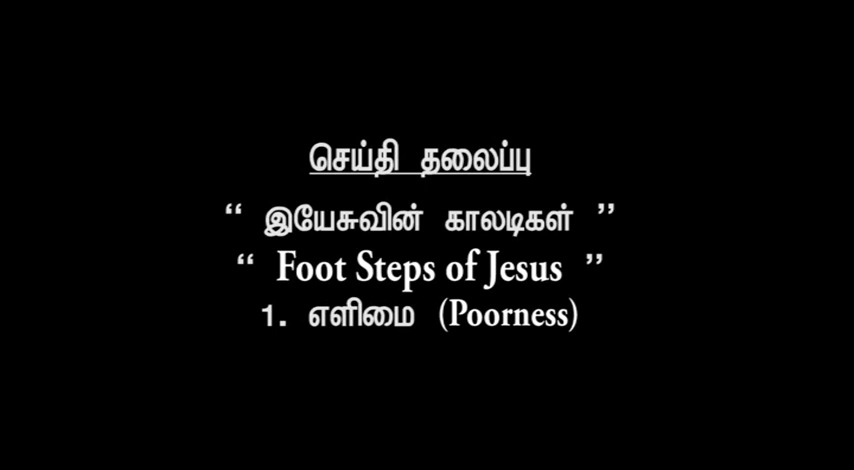 செய்தி தலைப்பு
“ இயேசுவின் காலடிகள் ”
“ Foot Steps of Jesus ”
1. எளிமை (Poorness)